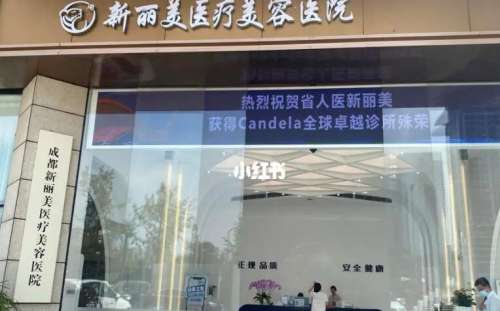 新丽美医疗美容医院
热烈祝贺省人医新丽美
获得Candela全球卓越诊所殊荣
小红书
成都新丽美医疗美容医院
正规品质
安全健康